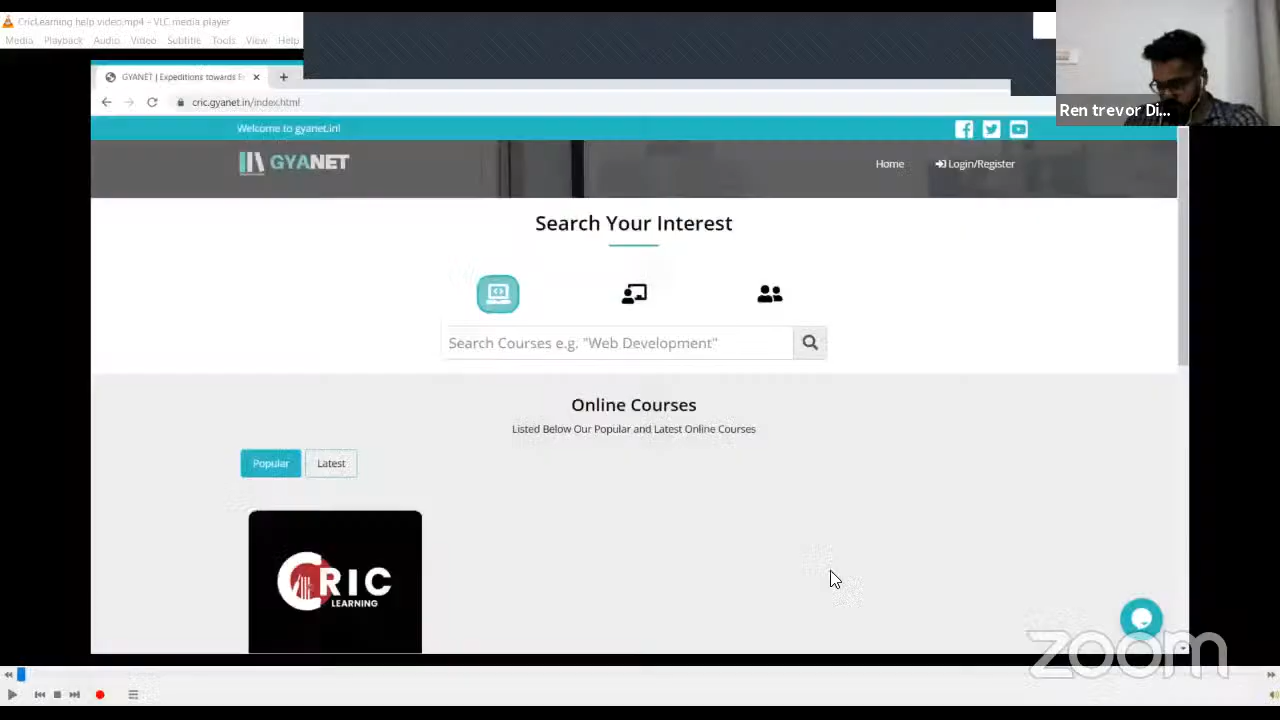 CricLearning help video.mp4 - VLC media player
Media Playback Audio Video Subtitle Tools View Help
GYANET | Expeditions towards E
cric.gyanet.in/index.html
Ren trevor Di...
Welcome to gyanet.in!
GYANET
Home
Login/Register
Search Your Interest
Search Courses e.g. "Web Development"
Online Courses
Listed Below Our Popular and Latest Online Courses
Popular
Latest
CRIC
LEARNING
zoom